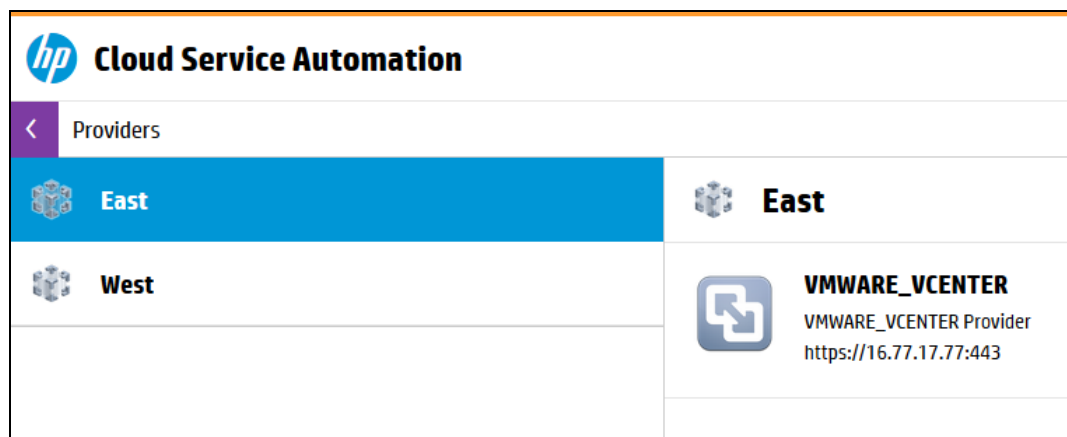 hp
Cloud Service Automation
Providers
East
West
East
VMWARE_VCENTER
VMWARE_VCENTER Provider
https://16.77.17.77:443